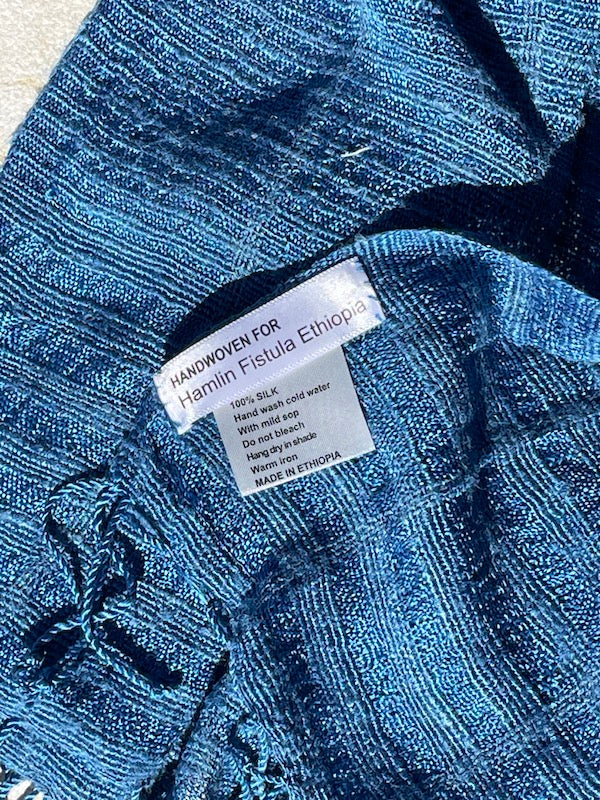 HANDWOVEN FOR
Hamlin Fistula Ethiopia
100% SILK
Hand wash cold water
With mild sop
Do not bleach
Hang dry in shade
Warm iron
MADE IN ETHIOPIA